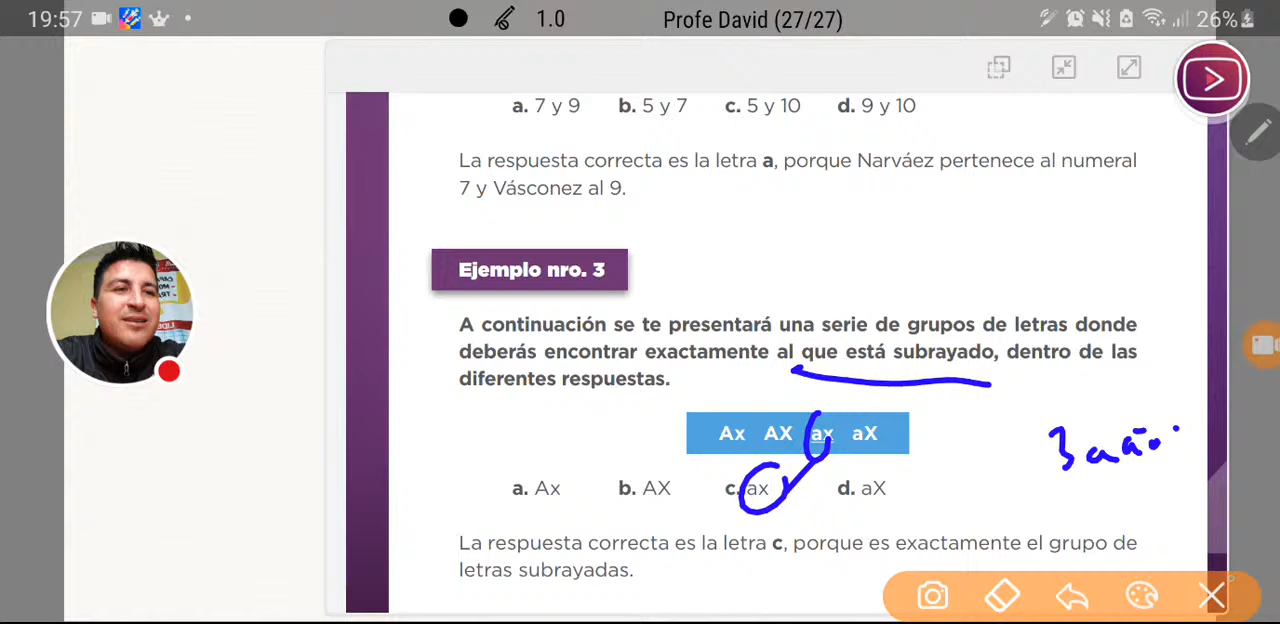 19:57 1.0 Profe David (27/27) 26%
a. 7 y 9 b. 5 y 7 c. 5 y 10 d. 9 y 10
La respuesta correcta es la letra a, porque Narváez pertenece al numeral
7 y Vásconez al 9.
Ejemplo nro. 3
A continuación se te presentará una serie de grupos de letras donde
deberás encontrar exactamente al que está subrayado, dentro de las
diferentes respuestas.
Ax AX ax aX
a. Ax b. AX c. ax d. aX
La respuesta correcta es la letra c, porque es exactamente el grupo de
letras subrayadas.